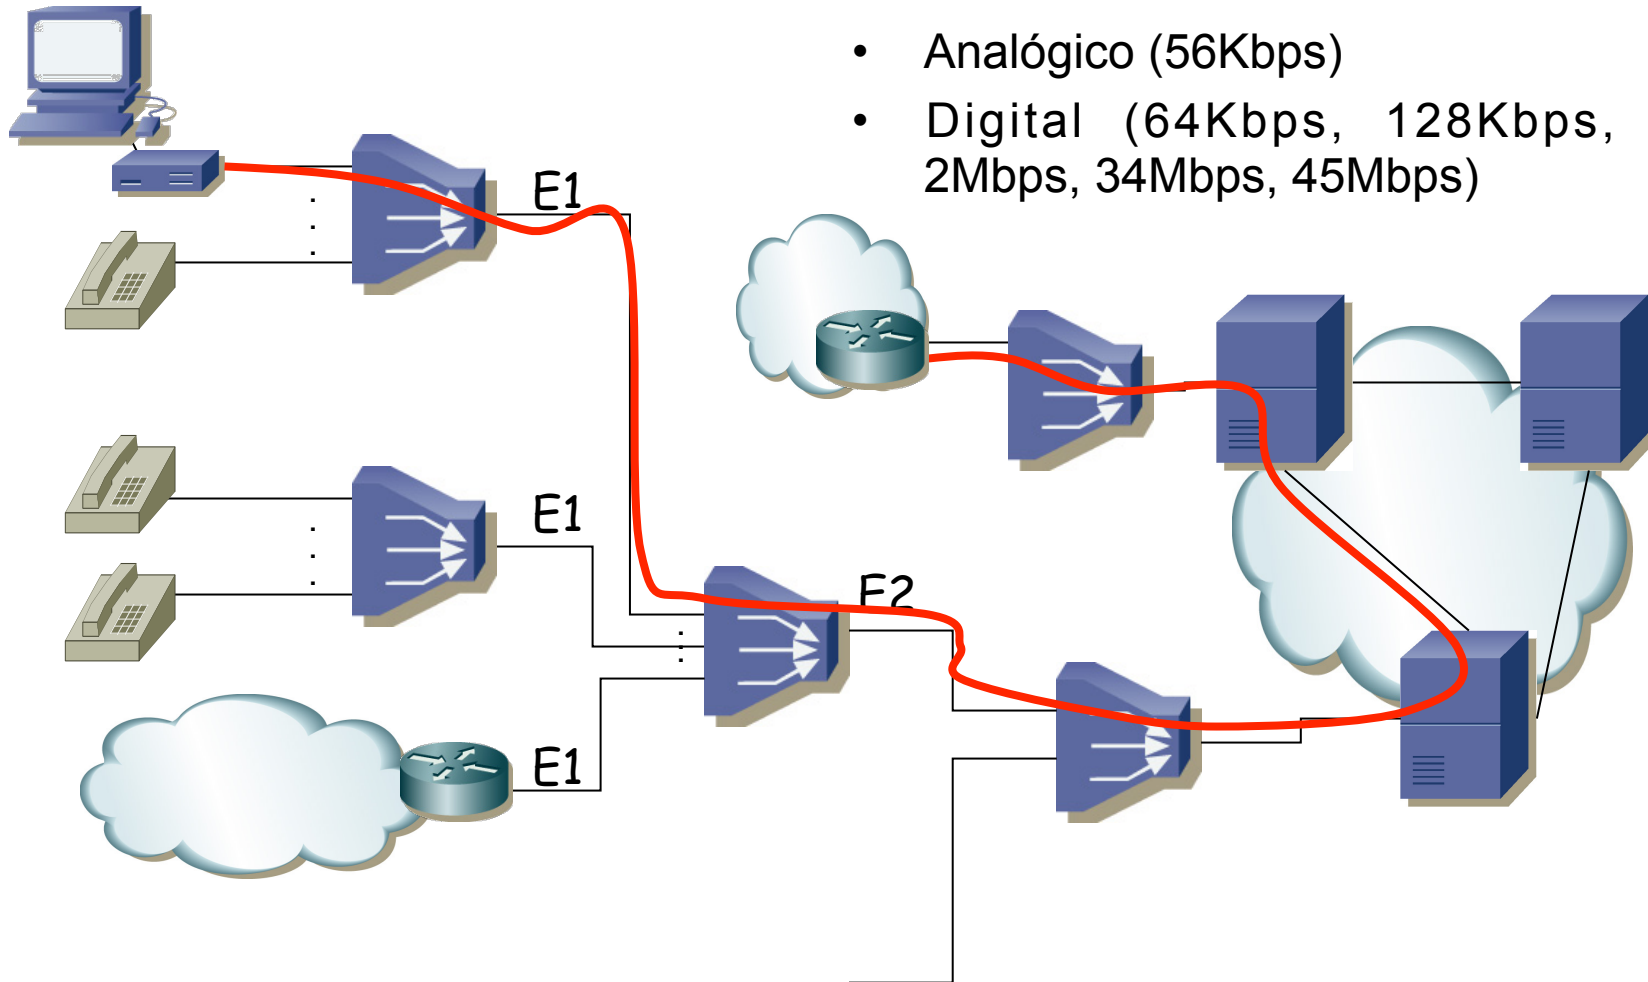 • Analógico (56Kbps)
• Digital (64Kbps, 128Kbps,
2Mbps, 34Mbps, 45Mbps)
E1
E1
E2
E1